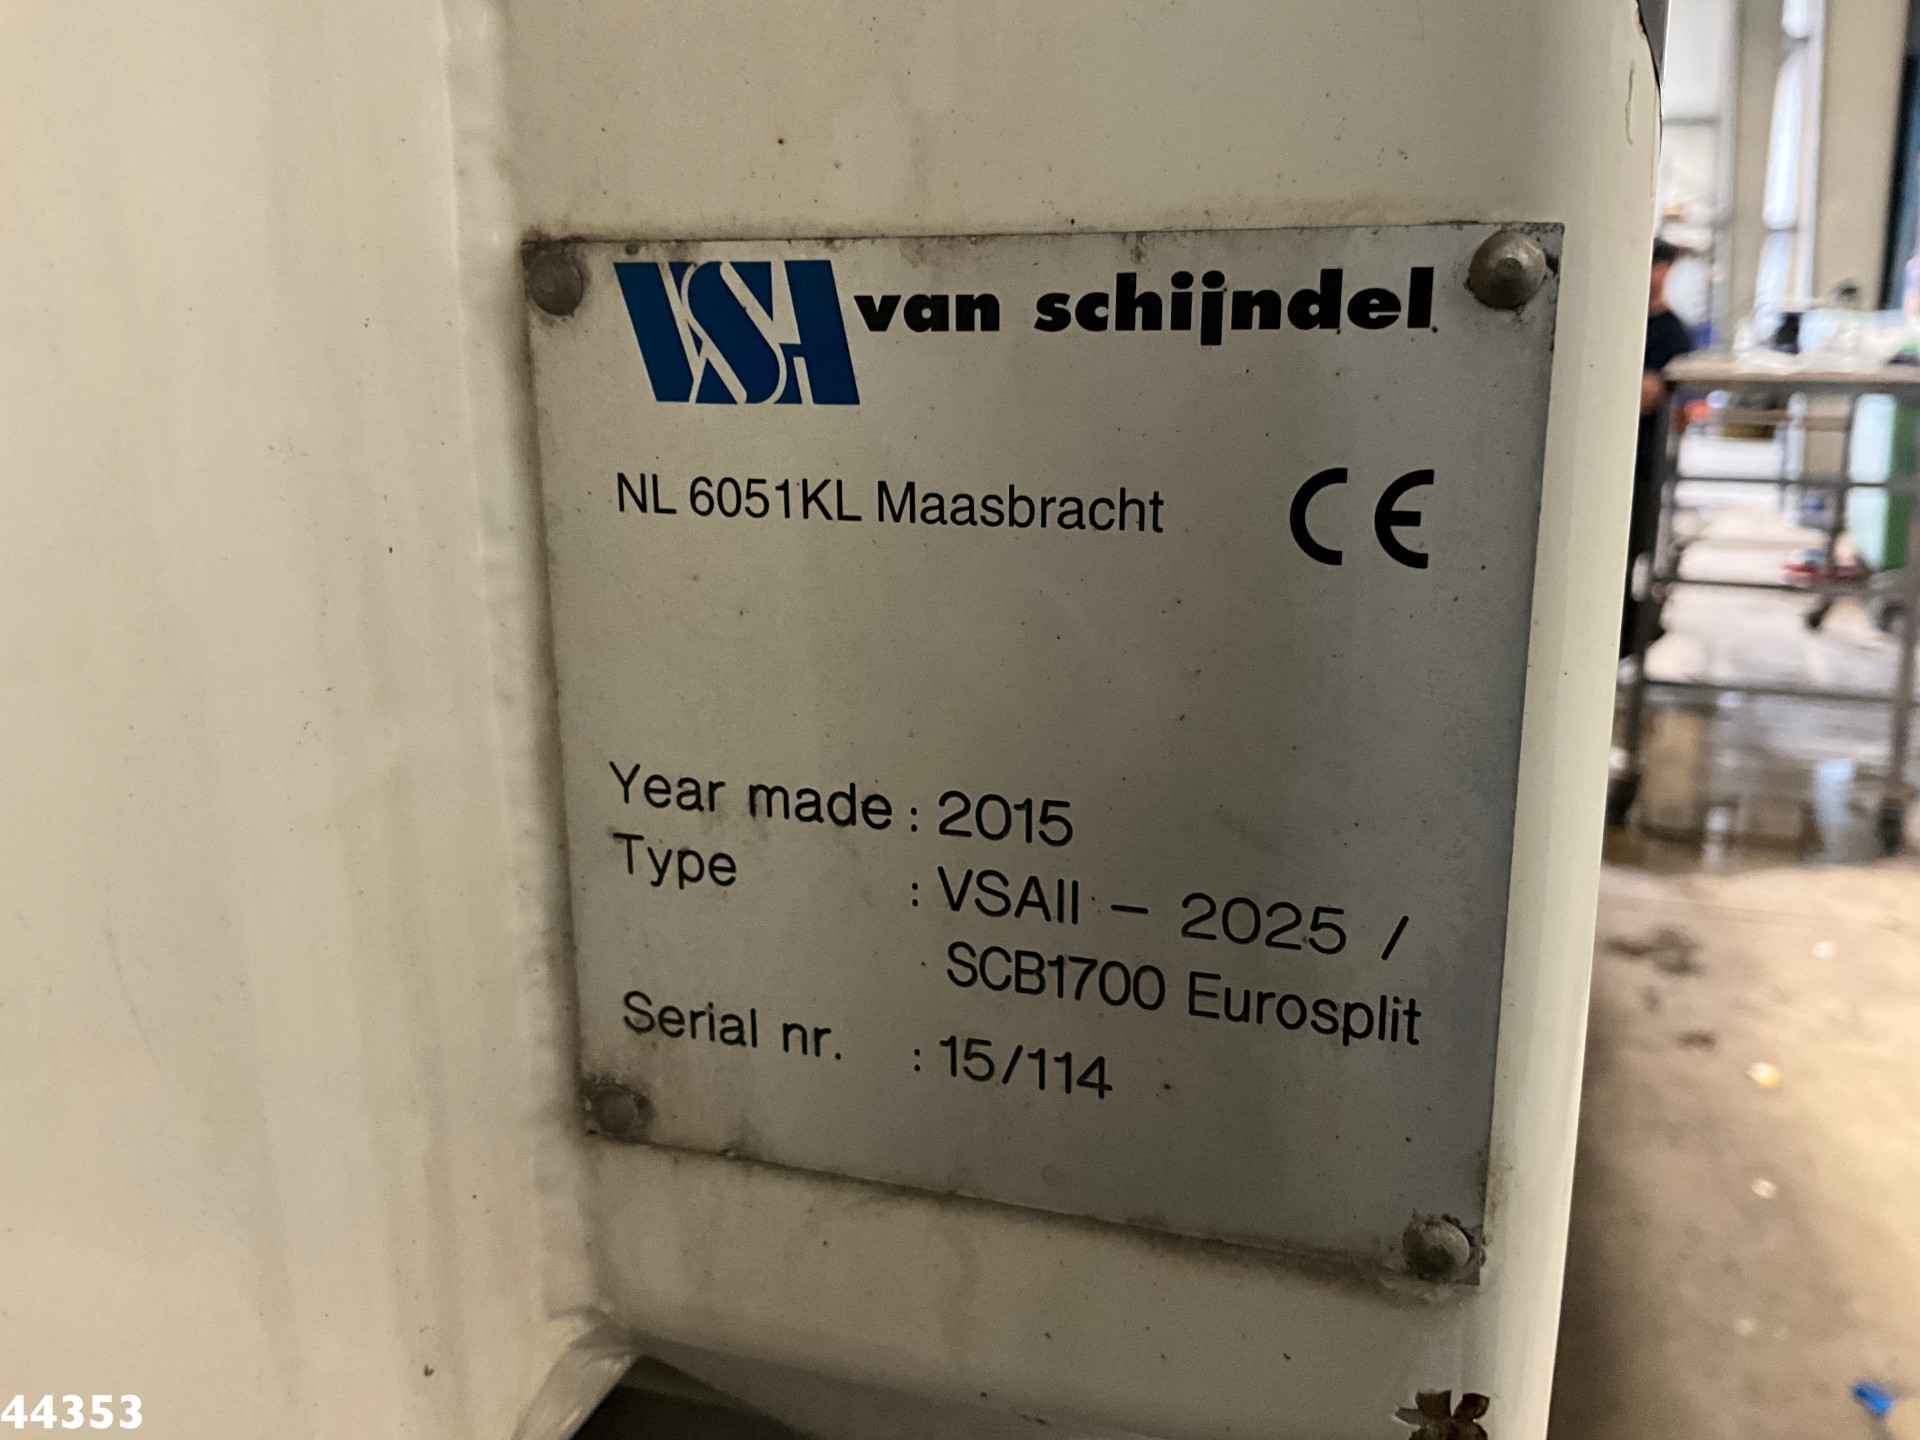 VSA van schijndel
NL 6051KL Maasbracht CE
Year made : 2015
Type : VSAII - 2025 /
SCB1700 Eurosplit
Serial nr. : 15/114
44353